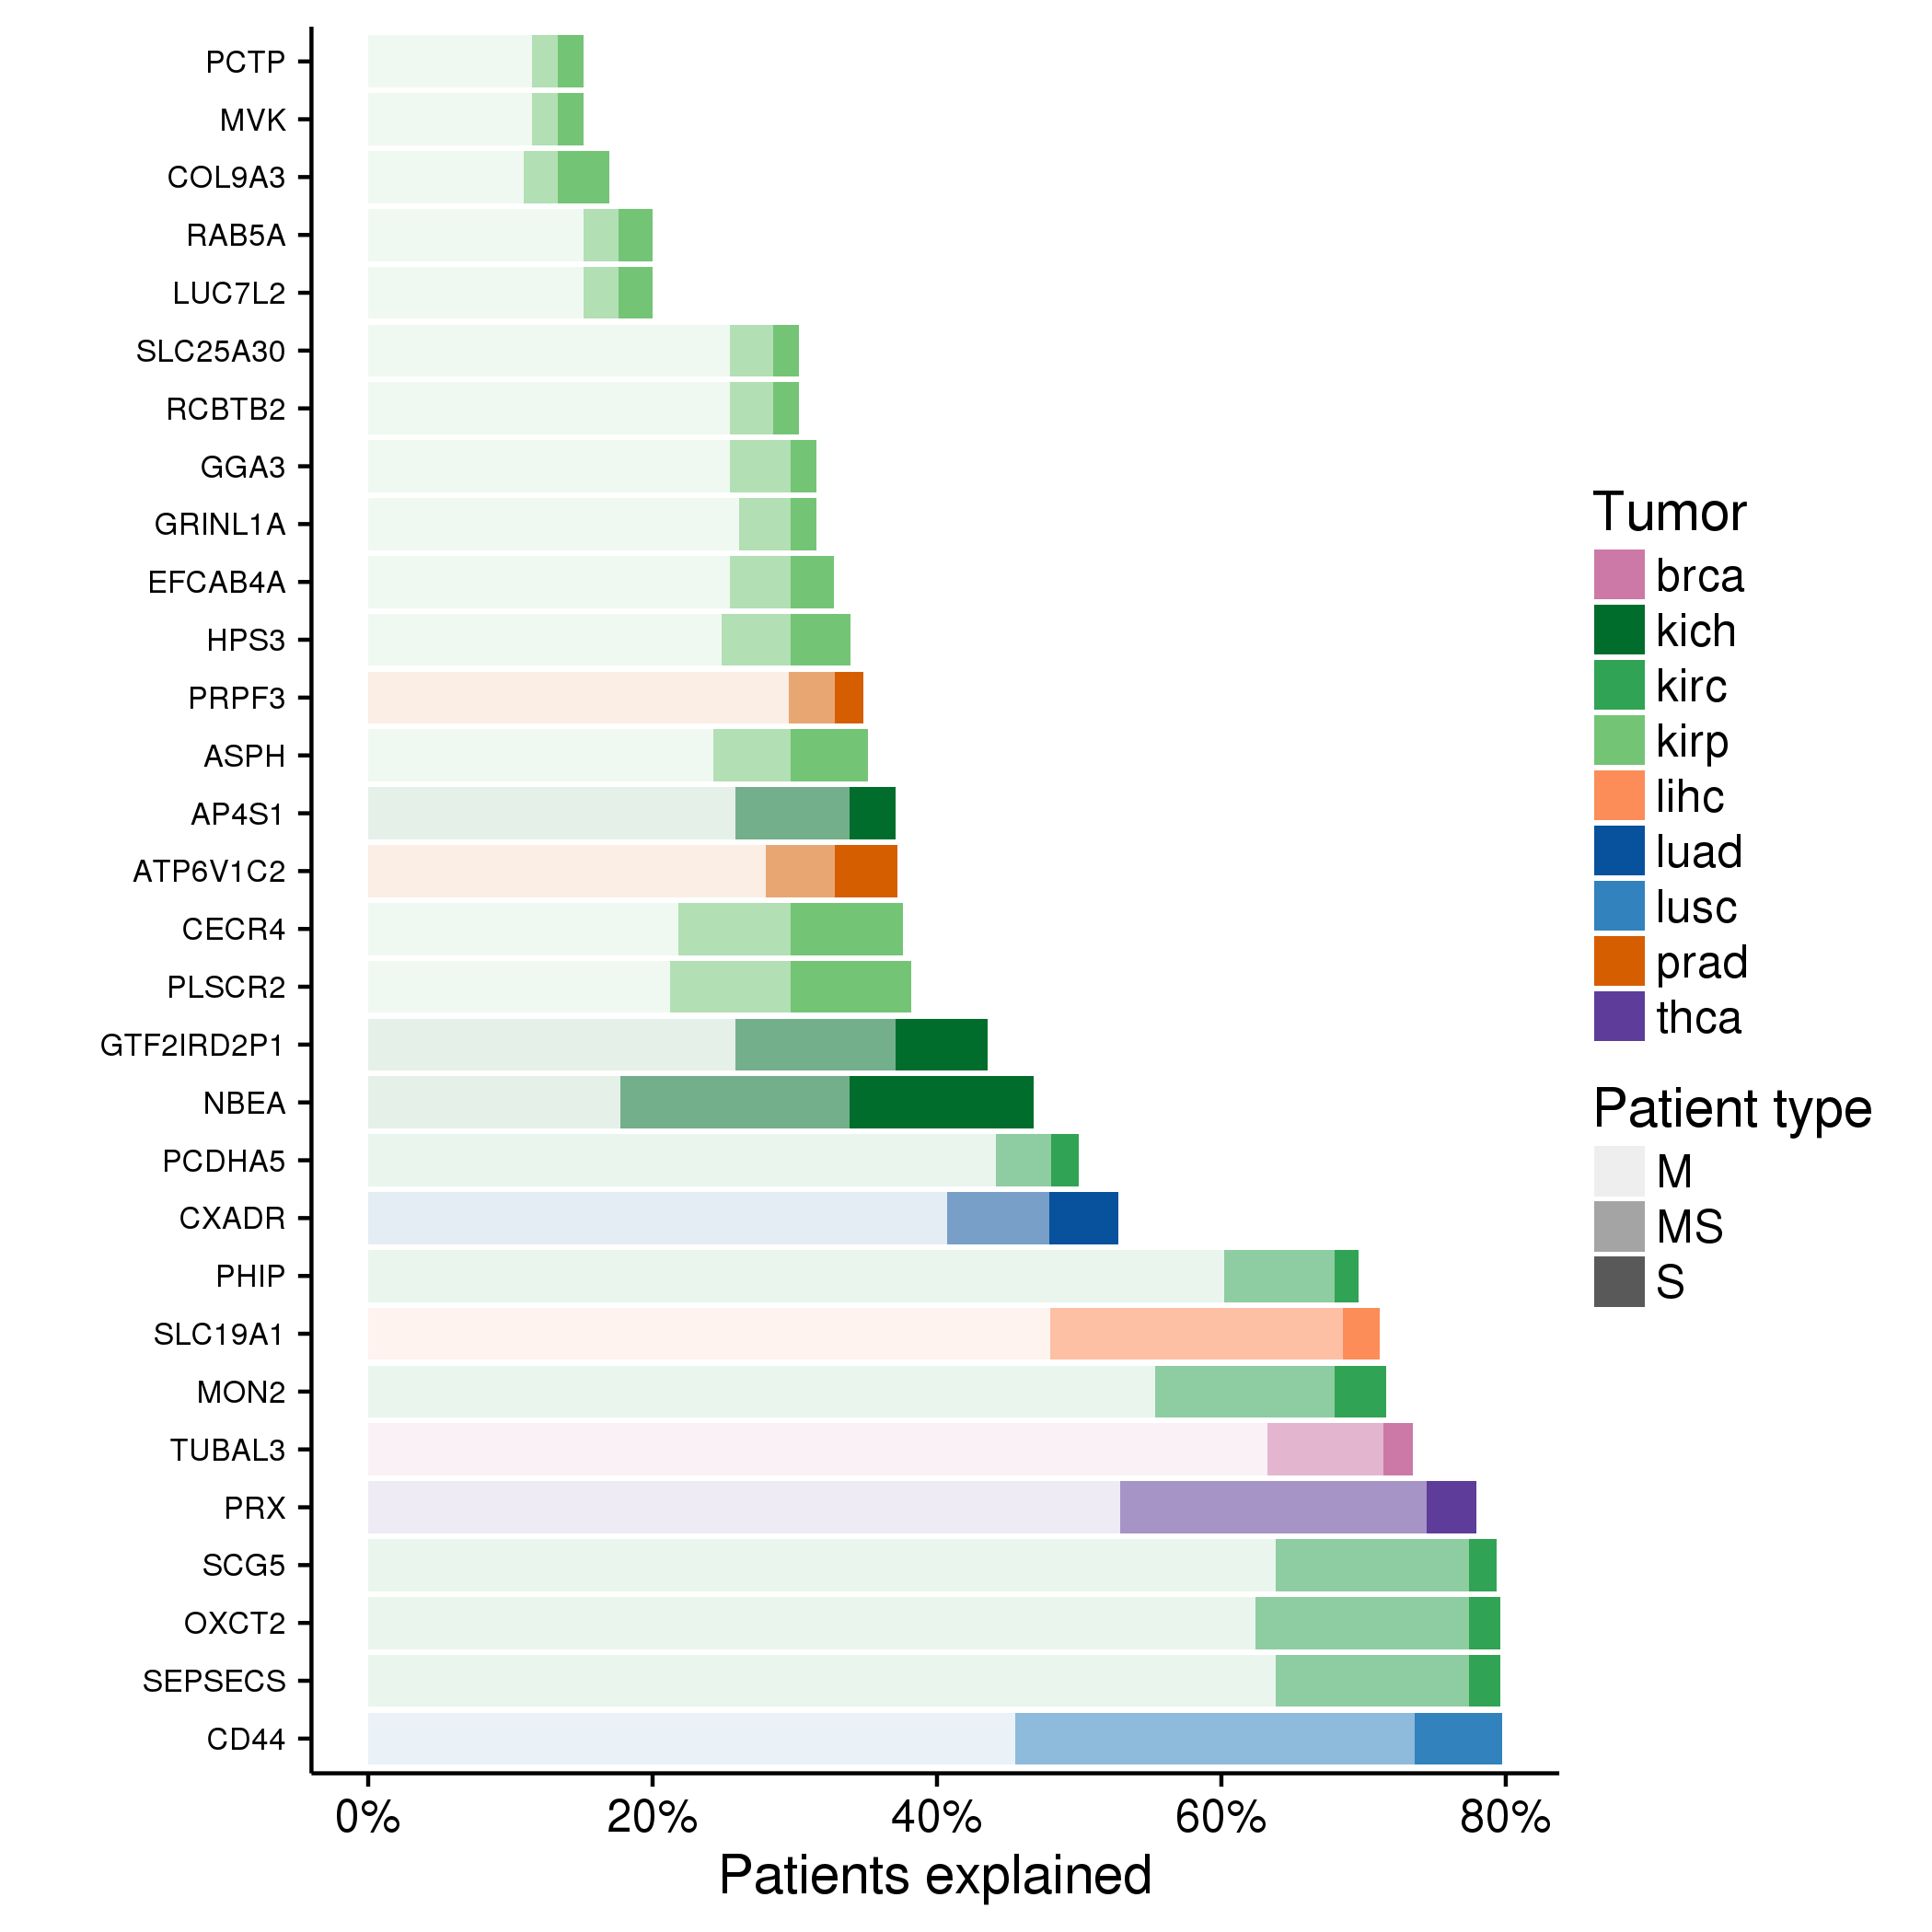 PCTP
MVK
COL9A3
RAB5A
LUC7L2
SLC25A30
RCBTB2
GGA3
GRINL1A
EFCAB4A
HPS3
PRPF3
ASPH
AP4S1
ATP6V1C2
CECR4
PLSCR2
GTF2IRD2P1
NBEA
PCDHA5
CXADR
PHIP
SLC19A1
MON2
TUBAL3
PRX
SCG5
OXCT2
SEPSECS
CD44
0% 20% 40% 60% 80%
Patients explained
Tumor
brca
kich
kirc
kirp
lihc
luad
lusc
prad
thca
Patient type
M
MS
S